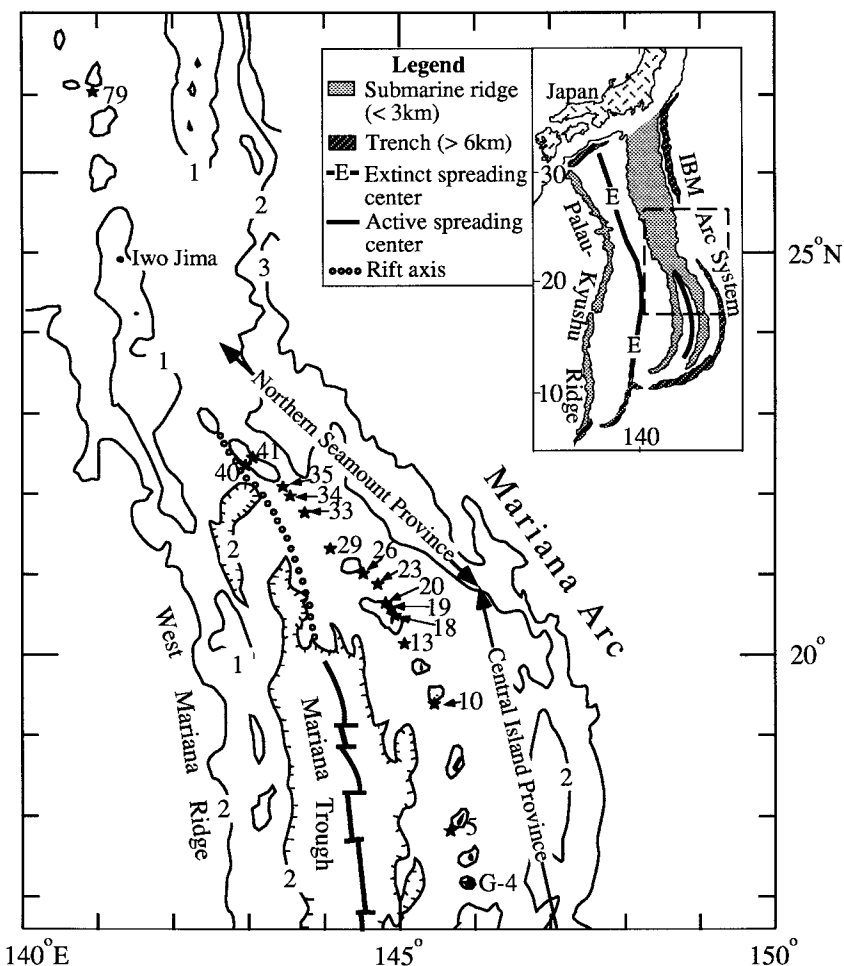 79
Iwo Jima
1
2
3
1
Legend
Submarine ridge
(< 3km)
Trench (> 6km)
-E- Extinct spreading
center
Active spreading
center
Rift axis
Japan
30
20
10
140
E
E
IBM
Arc System
Palau-Kyushu
Ridge
25°N
20°
Northern Seamount Province
Mariana Arc
Central Island Province
41
40
35
34
33
29
26
23
20
19
18
13
10
5
G-4
2
1
2
2
2
West
Mariana
Ridge
Mariana
Trough
140°E
145°
150°